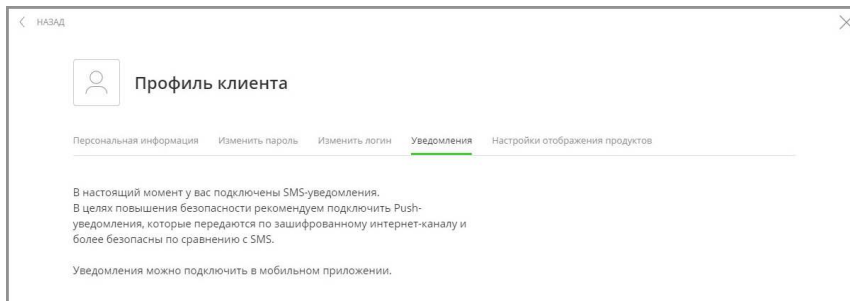 НАЗАД
Профиль клиента
Персональная информация Изменить пароль Изменить логин Уведомления Настройки отображения продуктов
В настоящий момент у вас подключены SMS-уведомления.
В целях повышения безопасности рекомендуем подключить Push-
уведомления, которые передаются по зашифрованному интернет-каналу и
более безопасны по сравнению с SMS.
Уведомления можно подключить в мобильном приложении.